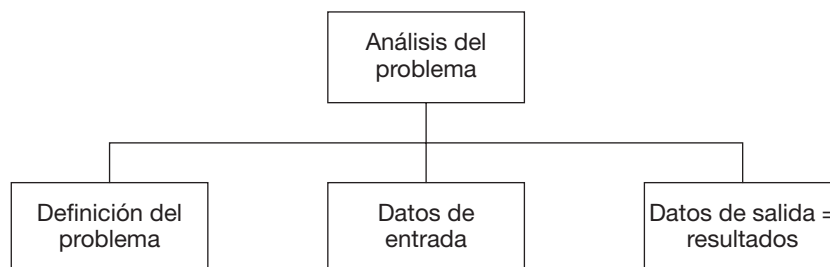 Análisis del
problema
Definición del
problema
Datos de
entrada
Datos de salida =
resultados